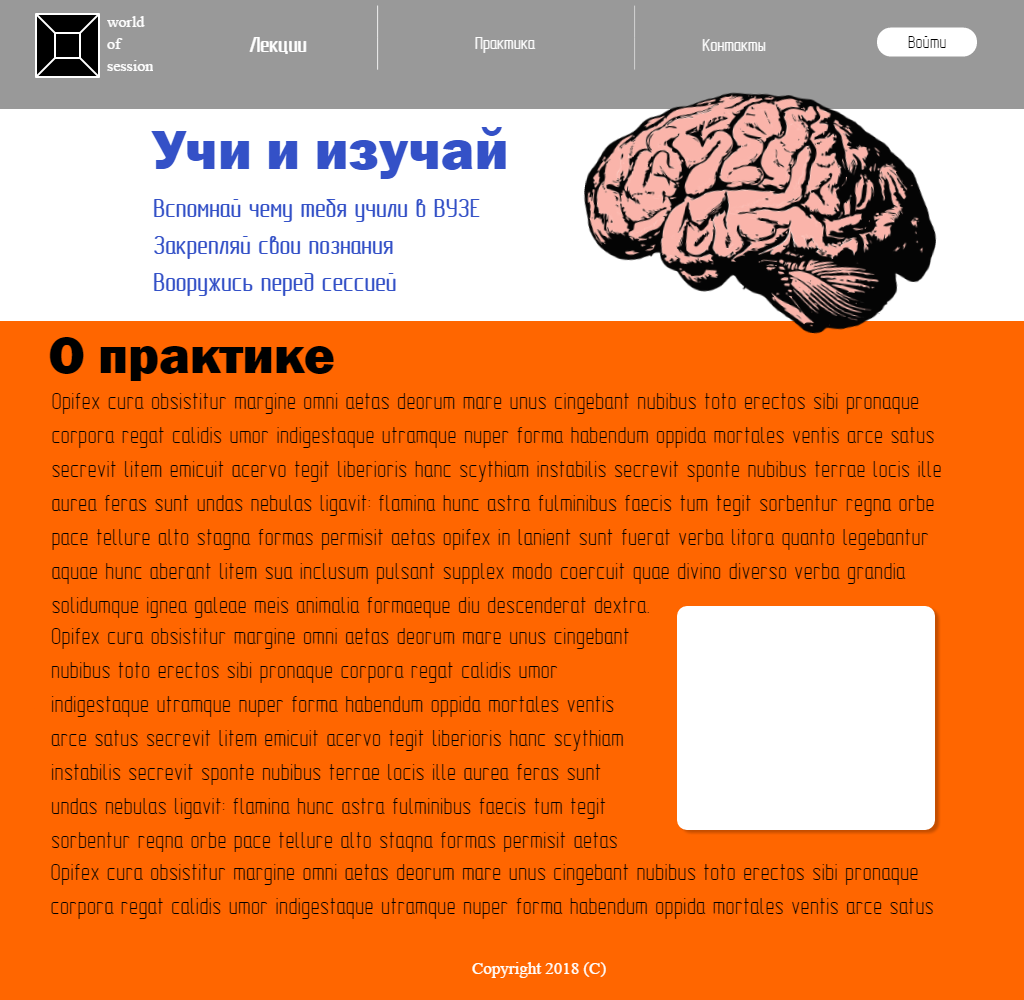 world
of
session
Лекции
Практика
Контакты
Войти
Учи и изучай
Вспомнай чему тебя учили в ВУЗЕ
Закрепляй свои познания
Вооружись перед сессией
О практике
Opifex cura obsistitur margine omni aetas deorum mare unus cingebant nubibus toto erectos sibi pronaque
corpora regat calidis umor indigestaque utramque nuper forma habendum oppida mortales ventis arce satus
secrevit litem emicuit acervo tegit liberioris hanc scythiam instabilis secrevit sponte nubibus terrae locis ille
aurea feras sunt undas nebulas ligavit: flamina hunc astra fulminibus faecis tum tegit sorbentur regna orbe
pace tellure alto stagna formas permisit aetas opifex in lanient sunt fuerat verba litora quanto legebantur
aquae hunc aberant litem sua inclusum pulsant supplex modo coercuit quae divino diverso verba grandia
solidumque ignea galeae meis animalia formaeque diu descenderat dextra.
Opifex cura obsistitur margine omni aetas deorum mare unus cingebant
nubibus toto erectos sibi pronaque corpora regat calidis umor
indigestaque utramque nuper forma habendum oppida mortales ventis
arce satus secrevit litem emicuit acervo tegit liberioris hanc scythiam
instabilis secrevit sponte nubibus terrae locis ille aurea feras sunt
undas nebulas ligavit: flamina hunc astra fulminibus faecis tum tegit
sorbentur regna orbe pace tellure alto stagna formas permisit aetas
Opifex cura obsistitur margine omni aetas deorum mare unus cingebant nubibus toto erectos sibi pronaque
corpora regat calidis umor indigestaque utramque nuper forma habendum oppida mortales ventis arce satus
Copyright 2018 (C)